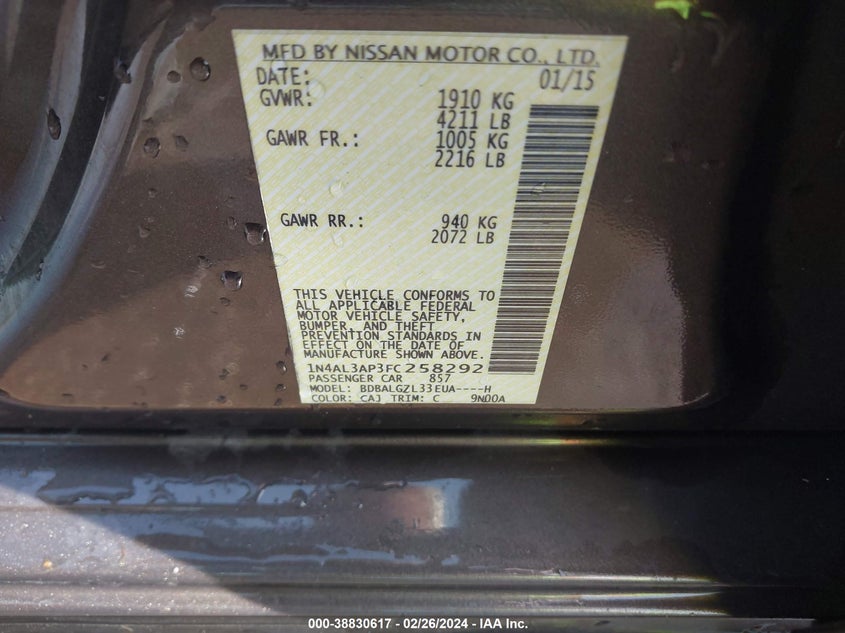 MFD BY NISSAN MOTOR CO., LTD.
DATE: 01/15
GVWR: 1910 KG
4211 LB
GAWR FR.: 1005 KG
2216 LB
GAWR RR.: 940 KG
2072 LB
THIS VEHICLE CONFORMS TO
ALL APPLICABLE FEDERAL
MOTOR VEHICLE SAFETY,
BUMPER, AND THEFT
PREVENTION STANDARDS IN
EFFECT ON THE DATE OF
MANUFACTURE SHOWN ABOVE.
1N4AL3AP3FC258292
PASSENGER CAR 857
MODEL: BDBALGZL33EUA----H
COLOR: CAJ TRIM: C 9N00A
000-38830617 - 02/26/2024 - IAA Inc.